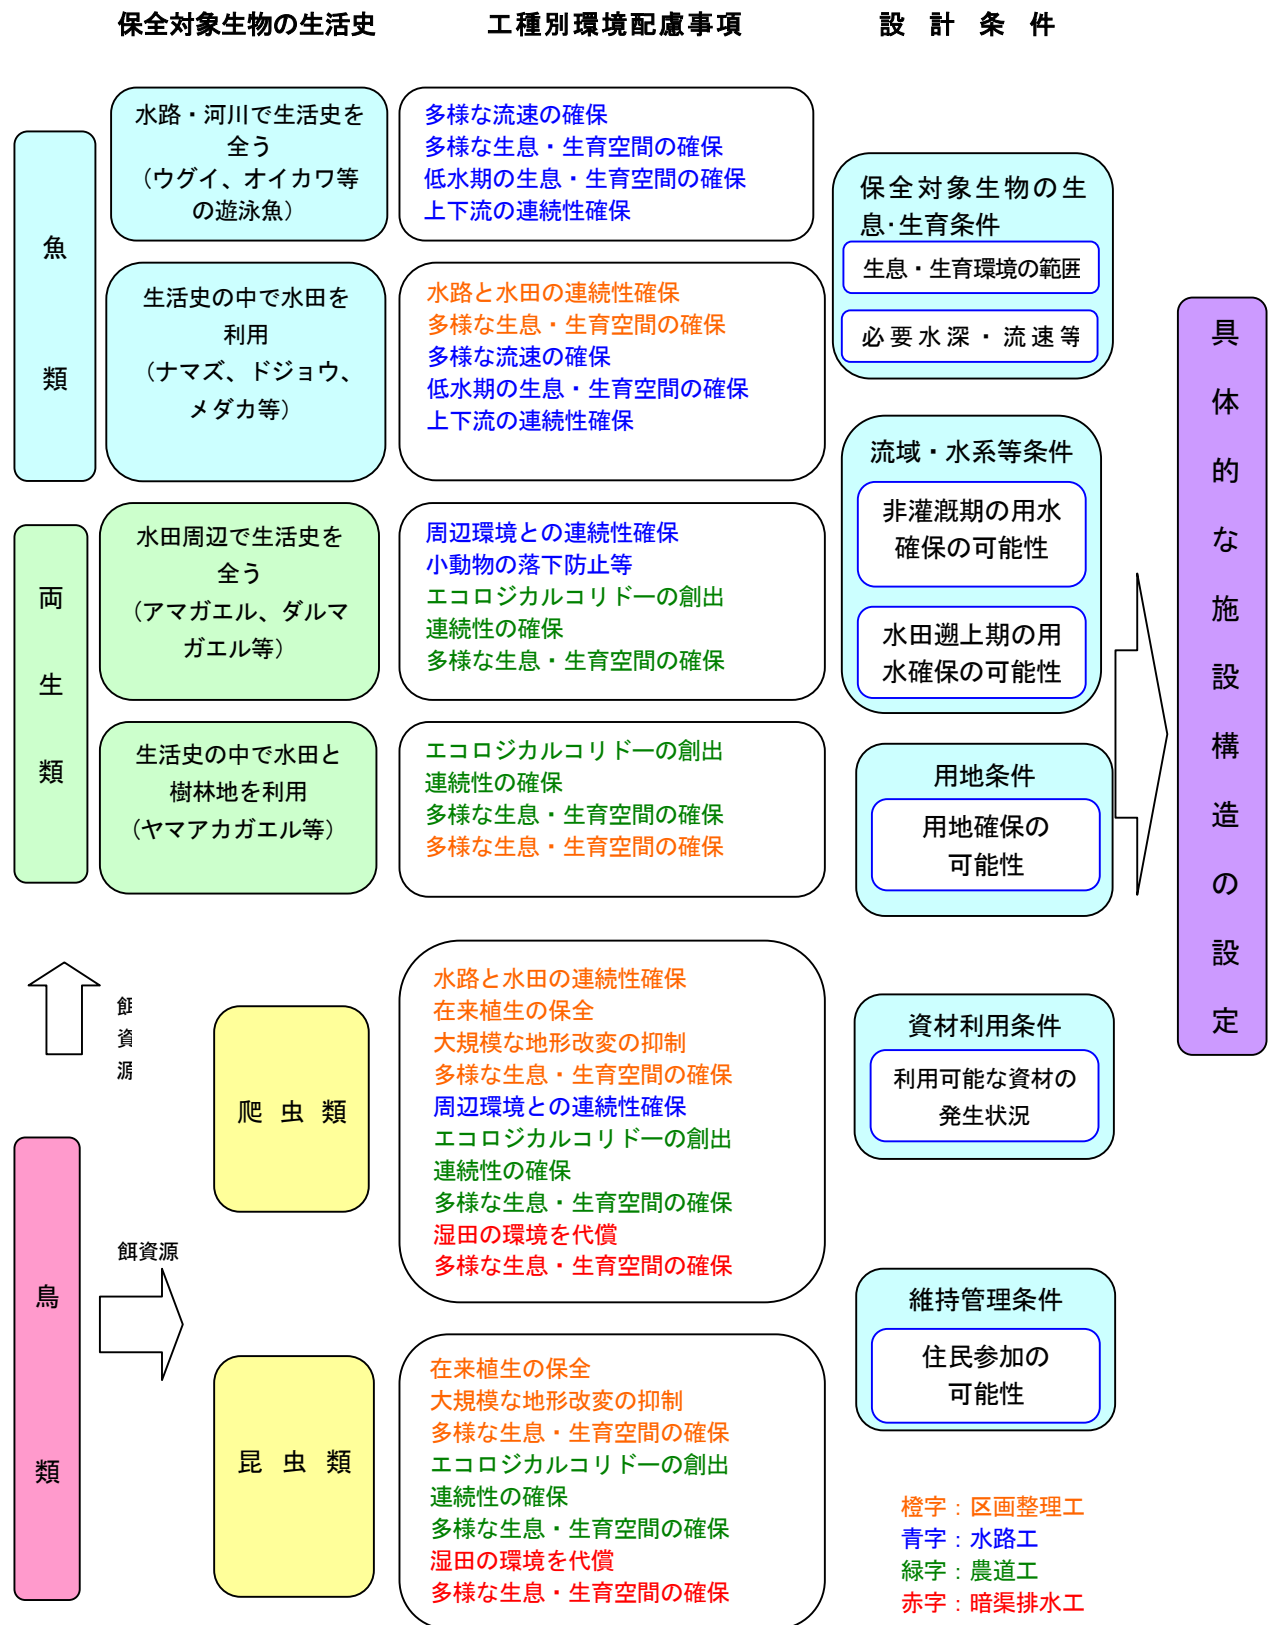 保全対象生物の生活史
工種別環境配慮事項
設計条件
魚類
水路・河川で生活史を
全う
（ウグイ、オイカワ等
の遊泳魚）
多様な流速の確保
多様な生息・生育空間の確保
低水期の生息・生育空間の確保
上下流の連続性確保
生活史の中で水田を
利用
（ナマズ、ドジョウ、
メダカ等）
水路と水田の連続性確保
多様な生息・生育空間の確保
多様な流速の確保
低水期の生息・生育空間の確保
上下流の連続性確保
両生類
水田周辺で生活史を
全う
（アマガエル、ダルマ
ガエル等）
周辺環境との連続性確保
小動物の落下防止等
エコロジカルコリドーの創出
連続性の確保
多様な生息・生育空間の確保
生活史の中で水田と
樹林地を利用
（ヤマアカガエル等）
エコロジカルコリドーの創出
連続性の確保
多様な生息・生育空間の確保
多様な生息・生育空間の確保
餌資源
爬虫類
水路と水田の連続性確保
在来植生の保全
大規模な地形改変の抑制
多様な生息・生育空間の確保
周辺環境との連続性確保
エコロジカルコリドーの創出
連続性の確保
多様な生息・生育空間の確保
湿田の環境を代償
多様な生息・生育空間の確保
鳥類
餌資源
昆虫類
在来植生の保全
大規模な地形改変の抑制
多様な生息・生育空間の確保
エコロジカルコリドーの創出
連続性の確保
多様な生息・生育空間の確保
湿田の環境を代償
多様な生息・生育空間の確保
保全対象生物の生
息・生育条件
生息・生育環境の範囲
必要水深・流速等
流域・水系等条件
非灌漑期の用水
確保の可能性
水田遡上期の用
水確保の可能性
用地条件
用地確保の
可能性
資材利用条件
利用可能な資材の
発生状況
維持管理条件
住民参加の
可能性
具体的な施設構造の設定
橙字：区画整理工
青字：水路工
緑字：農道工
赤字：暗渠排水工